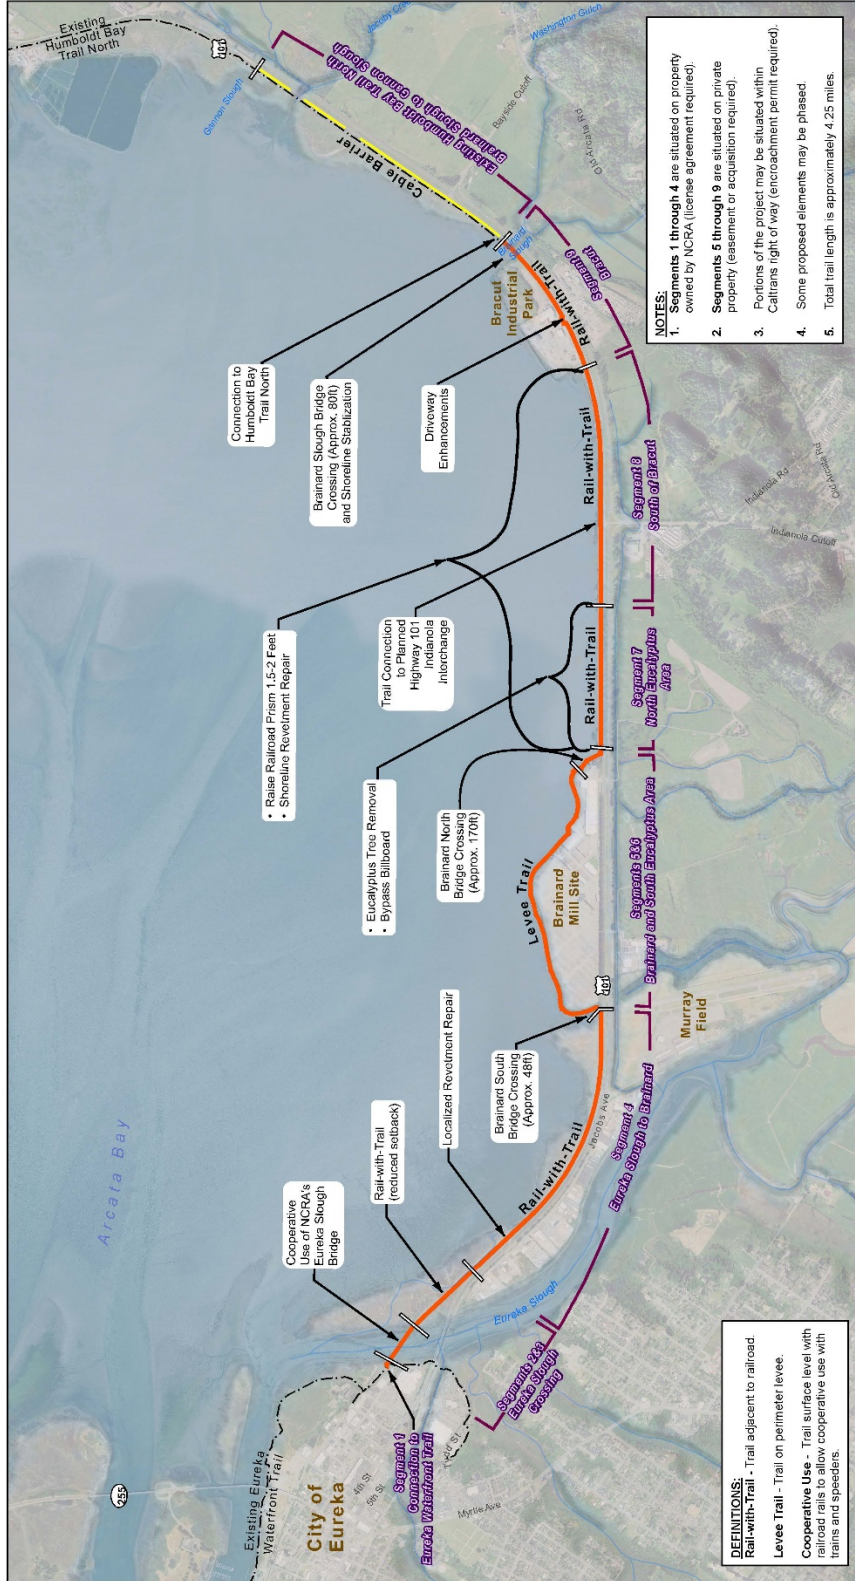 Existing
Humboldt Bay
Trail North
101
Jacoby Creek
Washington Gulch
Gannon Slough
Bayside Cutoff
Old Arcata Rd
Cable Barrier
Existing Humboldt Bay Trail North
Brainard Slough to Gannon Slough
Brainard
Slough
Bracut
Industrial
Park
Rail-with-Trail
Segment 9
Bracut
Connection to
Humboldt Bay
Trail North
Brainard Slough Bridge
Crossing (Approx. 80ft)
and Shoreline Stablization
Driveway
Enhancements
Rail-with-Trail
Segment 8
South of Bracut
Indianola Rd
Old Arcata Rd
Indianola Cutoff
• Raise Railroad Prism 1.5-2 Feet
• Shoreline Revetment Repair
Trail Connection
to Planned
Highway 101
Indianola
Interchange
Rail-with-Trail
Segment 7
North Eucalyptus
Area
• Eucalyptus Tree Removal
• Bypass Billboard
Brainard North
Bridge Crossing
(Approx. 170ft)
Levee Trail
Brainard
Mill Site
Segments 5&6
Brainard and South Eucalyptus Area
101
Murray
Field
Arcata Bay
Localized Revetment Repair
Brainard South
Bridge Crossing
(Approx. 48ft)
Jacobs Ave
Rail-with-Trail
Segment 4
Eureka Slough to Brainard
Rail-with-Trail
(reduced setback)
Cooperative
Use of NCRA's
Eureka Slough
Bridge
Eureka Slough
Segments 2&3
Eureka Slough
Crossing
Segment 1
Connection to
Eureka Waterfront Trail
255
Existing Eureka
Waterfront Trail
City of
Eureka
4th St
5th St
Tydd St
Myrtle Ave
NOTES:
1. Segments 1 through 4 are situated on property
owned by NCRA (license agreement required).
2. Segments 5 through 9 are situated on private
property (easement or acquisition required).
3. Portions of the project may be situated within
Caltrans right of way (encroachment permit required).
4. Some proposed elements may be phased.
5. Total trail length is approximately 4.25 miles.
DEFINITIONS:
Rail-with-Trail - Trail adjacent to railroad.
Levee Trail - Trail on perimeter levee.
Cooperative Use - Trail surface level with
railroad rails to allow cooperative use with
trains and speeders.